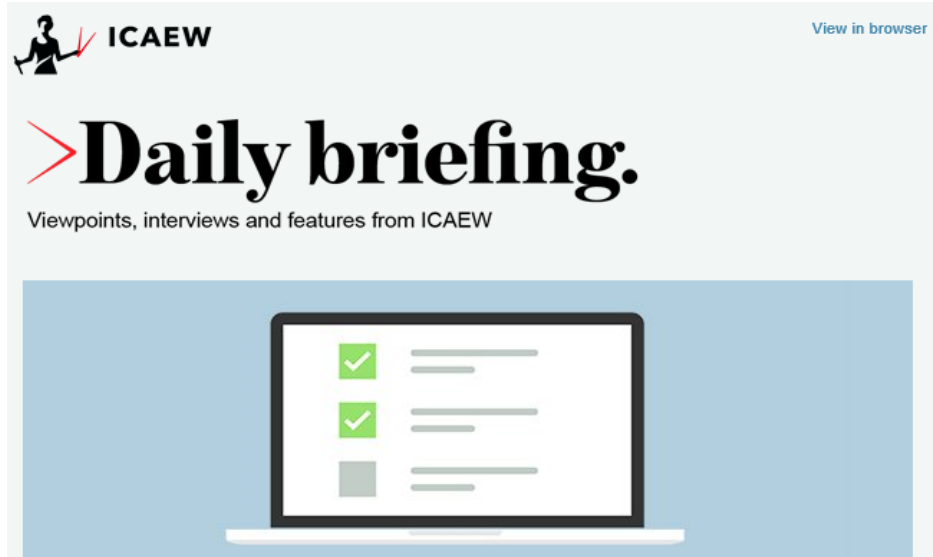 ICAEW
View in browser
>Daily briefing.
Viewpoints, interviews and features from ICAEW